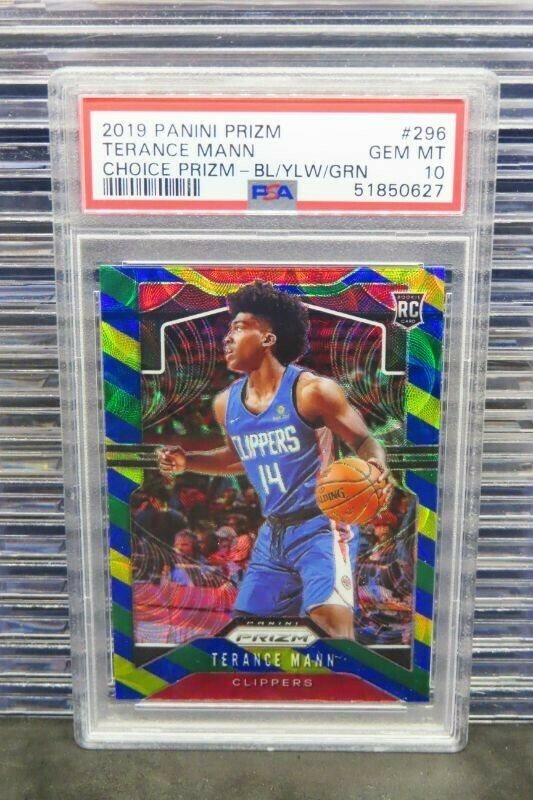 2019 PANINI PRIZM #296
TERANCE MANN GEM MT
CHOICE PRIZM - BL/YLW/GRN 10
PSA 51850627
ROOKIE
RC
CARD
CLIPPERS
14
SPALDING
PANINI
PRIZM
TERANCE MANN
CLIPPERS